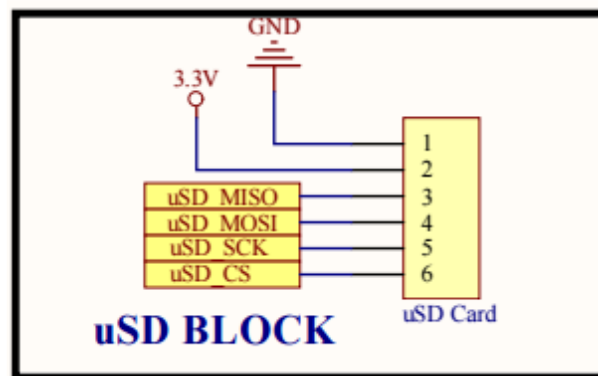 GND
3.3V
1
2
uSD_MISO 3
uSD_MOSI 4
uSD_SCK 5
uSD_CS 6
uSD Card
uSD BLOCK